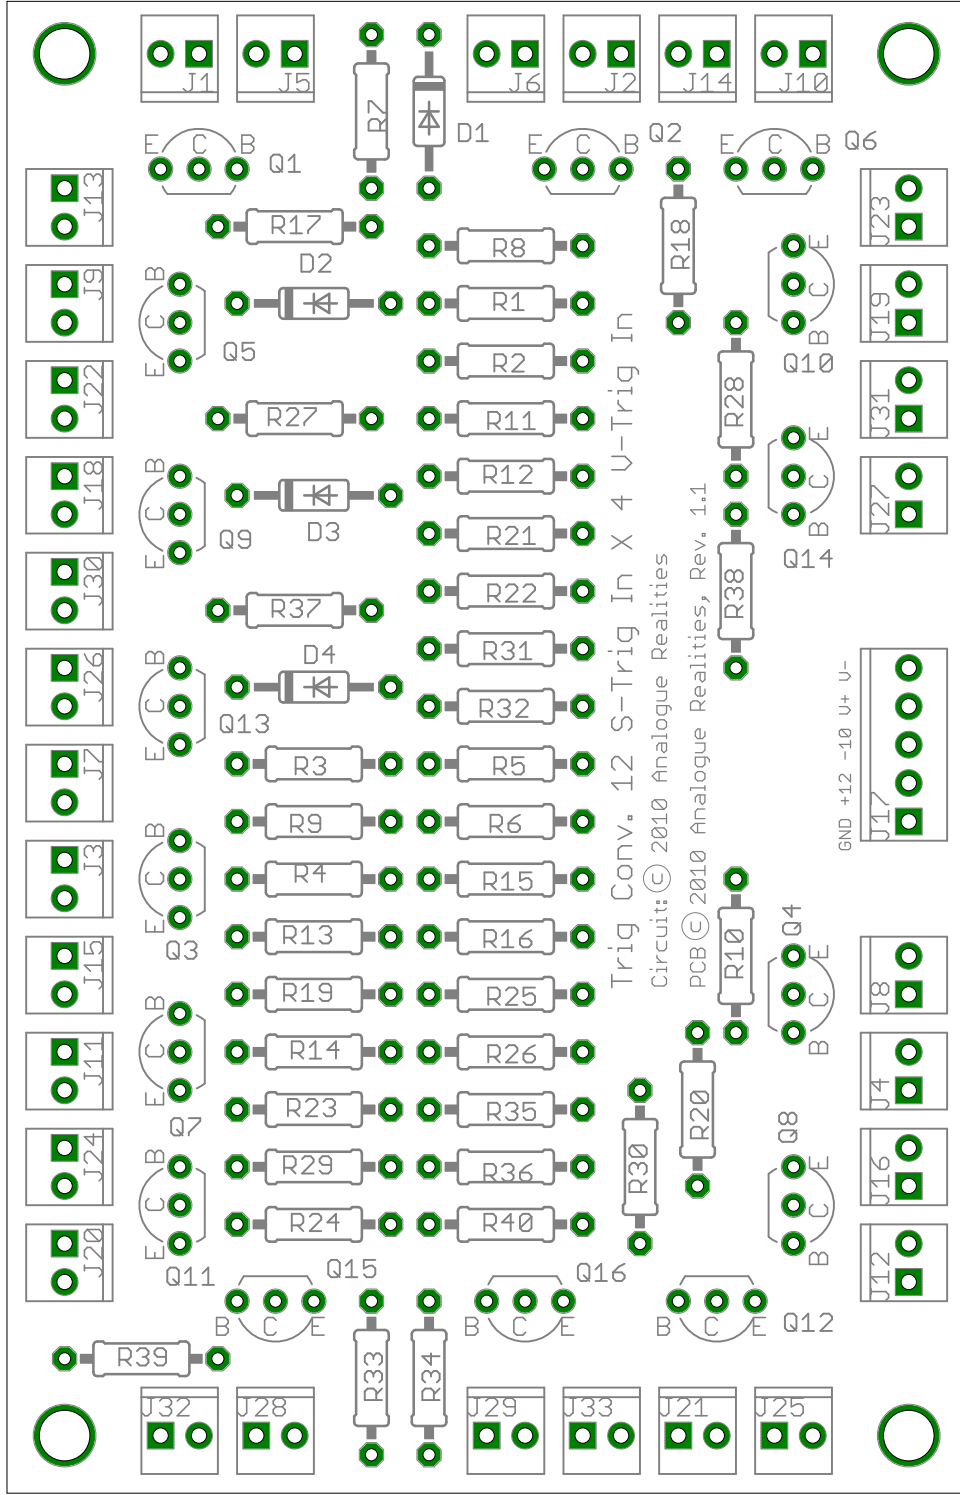 J1
J5
J6
J2
J14
J10
R7
D1
E C B
Q1
E C B
Q2
E C B
Q6
J13
R17
R8
R18
J23
D2
J9
B C E
Q5
R1
E C B
Q10
J19
R2
J22
R27
R11
R28
J31
J18
B C E
Q9
D3
R12
E C B
Q14
J27
R21
J30
R37
R22
R38
D4
R31
J26
B C E
Q13
R32
GND +12 -10 V+ V-
J17
Trig Conv. 12 S-Trig In X 4 V-Trig In
Circuit: © 2010 Analogue Realities
PCB © 2010 Analogue Realities, Rev. 1.1
J7
R3
R5
R9
R6
J3
B C E
Q3
R4
R15
R13
R16
R10
Q4
E C B
J15
J8
R19
R25
J11
B C E
Q7
R14
R26
J4
R23
R35
R20
R30
Q8
E C B
J24
R29
R36
J16
B C E
Q11
R24
R40
J20
J12
Q15
B C E
Q16
B C E
Q12
B C E
R39
R33
R34
J32
J28
J29
J33
J21
J25